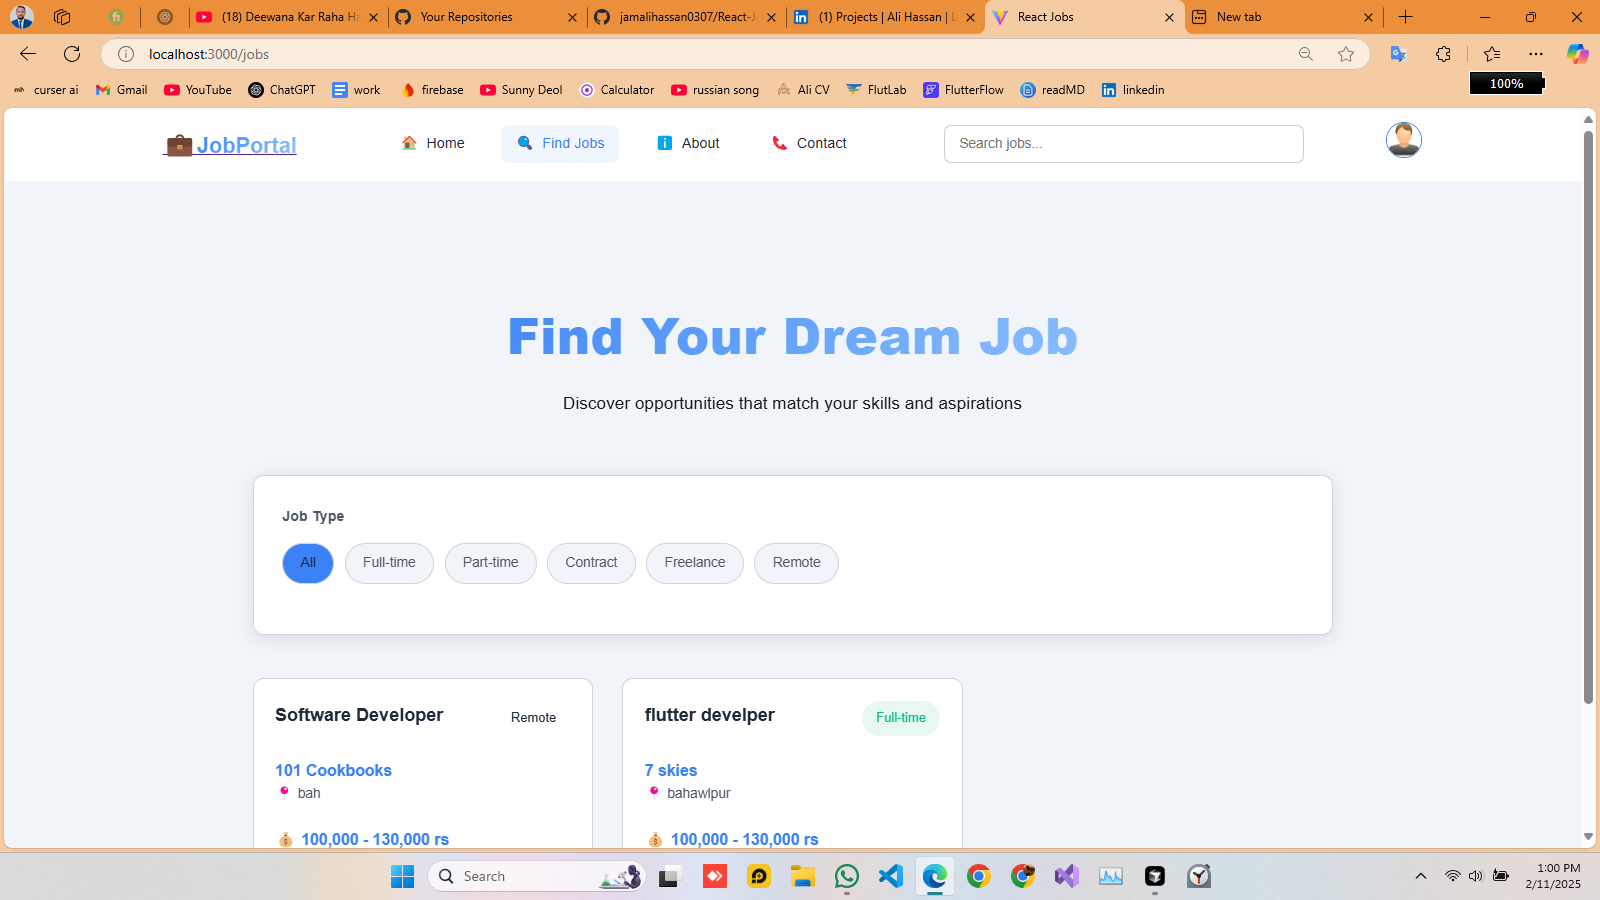 (18) Deewana Kar Raha Ha
Your Repositories
jamalihassan0307/React-Jo
(1) Projects | Ali Hassan | L
React Jobs
New tab
localhost:3000/jobs
curser ai
Gmail
YouTube
ChatGPT
work
firebase
Sunny Deol
Calculator
russian song
Ali CV
FlutLab
FlutterFlow
readMD
linkedin
100%
JobPortal
Home
Find Jobs
About
Contact
Search jobs...
Find Your Dream Job
Discover opportunities that match your skills and aspirations
Job Type
All
Full-time
Part-time
Contract
Freelance
Remote
Software Developer
Remote
101 Cookbooks
bah
100,000 - 130,000 rs
flutter develper
Full-time
7 skies
bahawlpur
100,000 - 130,000 rs
Search
1:00 PM
2/11/2025